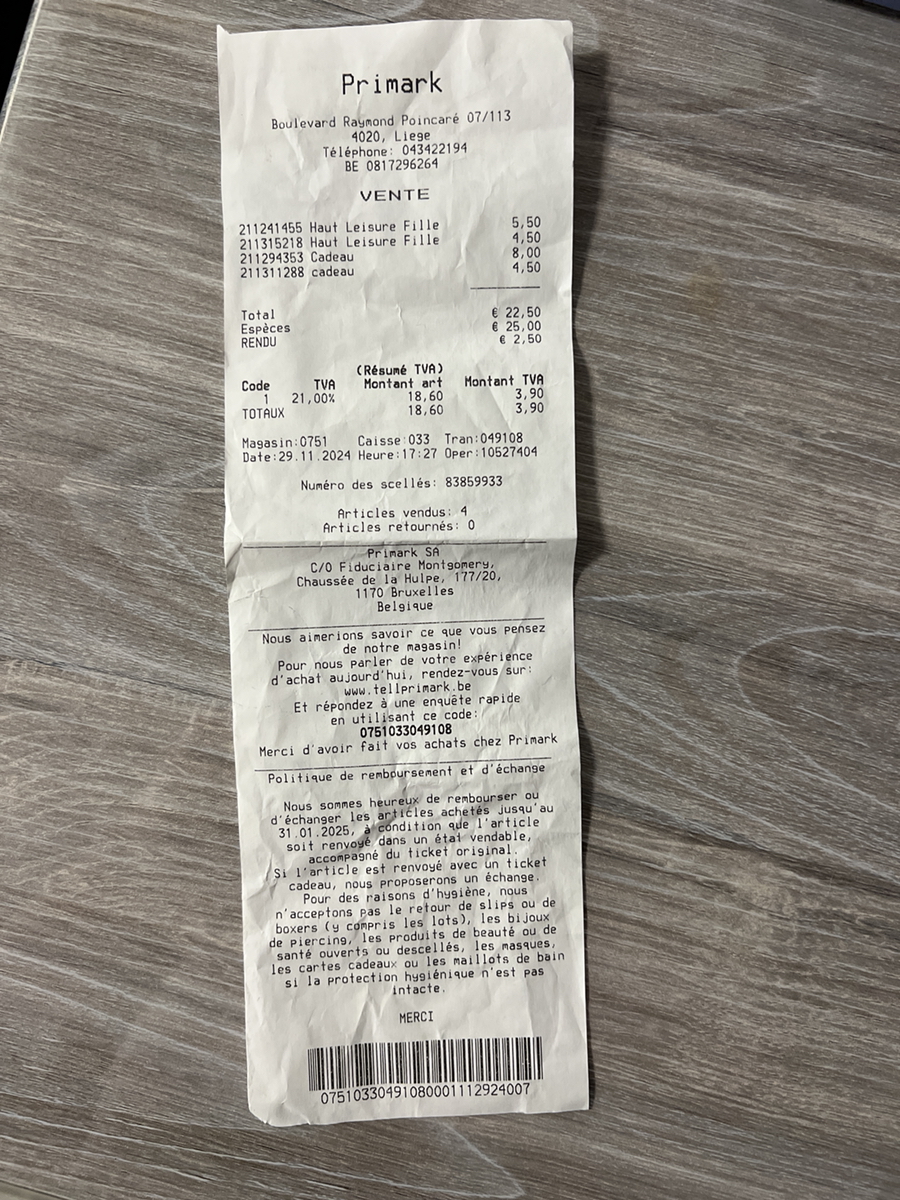 Primark
Boulevard Raymond Poincaré 07/113
4020, Liege
Téléphone: 043422194
BE 0817296264
VENTE
211241455 Haut Leisure Fille 5,50
211315218 Haut Leisure Fille 4,50
211294353 Cadeau 8,00
211311288 cadeau 4,50
Total € 22,50
Espèces € 25,00
RENDU € 2,50
(Résumé TVA)
Code TVA Montant art Montant TVA
1 21,00% 18,60 3,90
TOTAUX 18,60 3,90
Magasin:0751 Caisse:033 Tran:049108
Date:29.11.2024 Heure:17:27 Oper:10527404
Numéro des scellés: 83859933
Articles vendus: 4
Articles retournés: 0
Primark SA
C/O Fiduciaire Montgomery,
Chaussée de la Hulpe, 177/20,
1170 Bruxelles
Belgique
Nous aimerions savoir ce que vous pensez
de notre magasin!
Pour nous parler de votre expérience
d'achat aujourd'hui, rendez-vous sur:
www.tellprimark.be
Et répondez à une enquête rapide
en utilisant ce code:
0751033049108
Merci d'avoir fait vos achats chez Primark
Politique de remboursement et d'échange
Nous sommes heureux de rembourser ou
d'échanger les articles achetés jusqu'au
31.01.2025, à condition que l'article
soit renvoyé dans un état vendable,
accompagné du ticket original.
Si l'article est renvoyé avec un ticket
cadeau, nous proposerons un échange.
Pour des raisons d'hygiène, nous
n'acceptons pas le retour de slips ou de
boxers (y compris les lots), les bijoux
de piercing, les produits de beauté ou de
santé ouverts ou descellés, les masques,
les cartes cadeaux ou les maillots de bain
si la protection hygiénique n'est pas
intacte.
MERCI
07510330491080001112924007